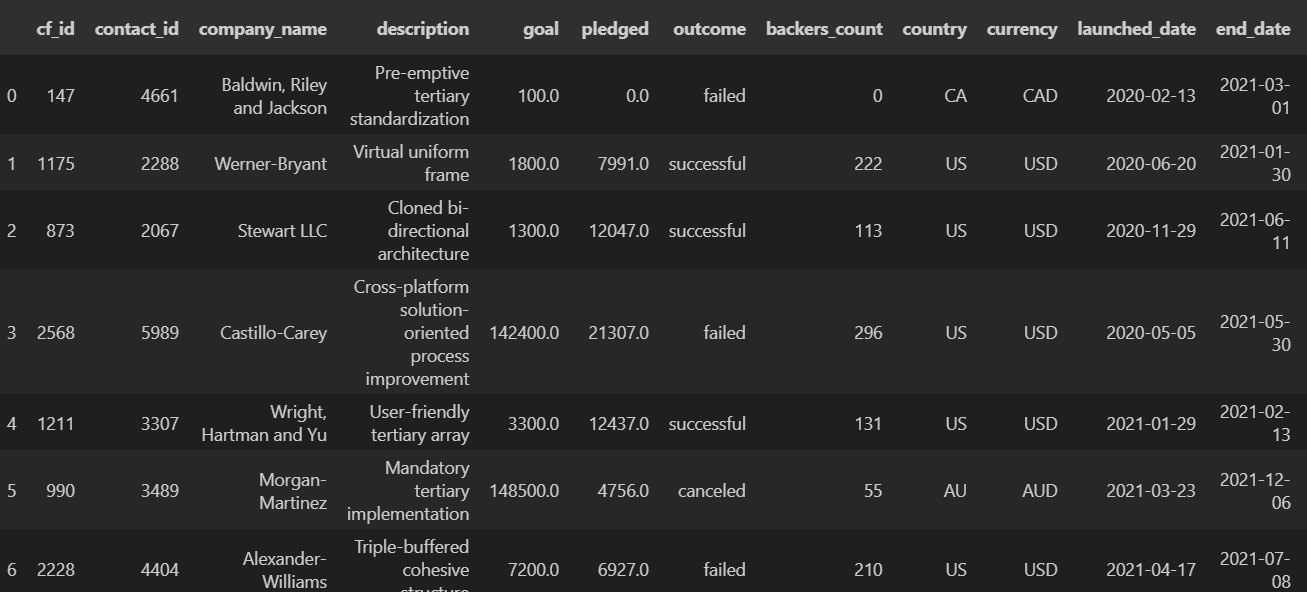 cf_id contact_id company_name description goal pledged outcome backers_count country currency launched_date end_date
0 147 4661 Baldwin, Riley and Jackson Pre-emptive tertiary standardization 100.0 0.0 failed 0 CA CAD 2020-02-13 2021-03-01
1 1175 2288 Werner-Bryant Virtual uniform frame 1800.0 7991.0 successful 222 US USD 2020-06-20 2021-01-30
2 873 2067 Stewart LLC Cloned bi-directional architecture 1300.0 12047.0 successful 113 US USD 2020-11-29 2021-06-11
3 2568 5989 Castillo-Carey Cross-platform solution-oriented process improvement 142400.0 21307.0 failed 296 US USD 2020-05-05 2021-05-30
4 1211 3307 Wright, Hartman and Yu User-friendly tertiary array 3300.0 12437.0 successful 131 US USD 2021-01-29 2021-02-13
5 990 3489 Morgan-Martinez Mandatory tertiary implementation 148500.0 4756.0 canceled 55 AU AUD 2021-03-23 2021-12-06
6 2228 4404 Alexander-Williams Triple-buffered cohesive structure 7200.0 6927.0 failed 210 US USD 2021-04-17 2021-07-08